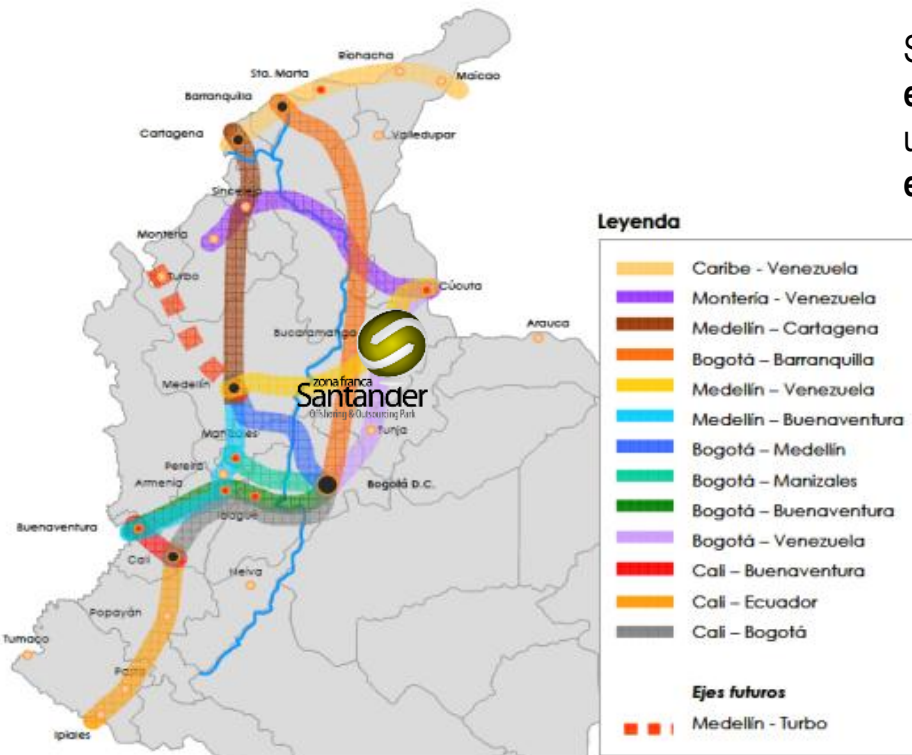 S
e
u
e
Riohacha
Sta. Marta
Maicao
Barranquilla
Cartagena
Valledupar
Sincelejo
Montería
Turbo
Cúcuta
Bucaramanga
Arauca
zona franca
Santander
Offshoring & Outsourcing Park
Medellín
Tunja
Manizales
Pereira
Armenia
Bogotá D.C.
Ibagué
Buenaventura
Cali
Neiva
Popayán
Tumaco
Pasto
Ipiales
Leyenda
Caribe - Venezuela
Montería - Venezuela
Medellín – Cartagena
Bogotá – Barranquilla
Medellín – Venezuela
Medellín – Buenaventura
Bogotá – Medellín
Bogotá – Manizales
Bogotá – Buenaventura
Bogotá – Venezuela
Cali – Buenaventura
Cali – Ecuador
Cali – Bogotá
Ejes futuros
Medellín - Turbo